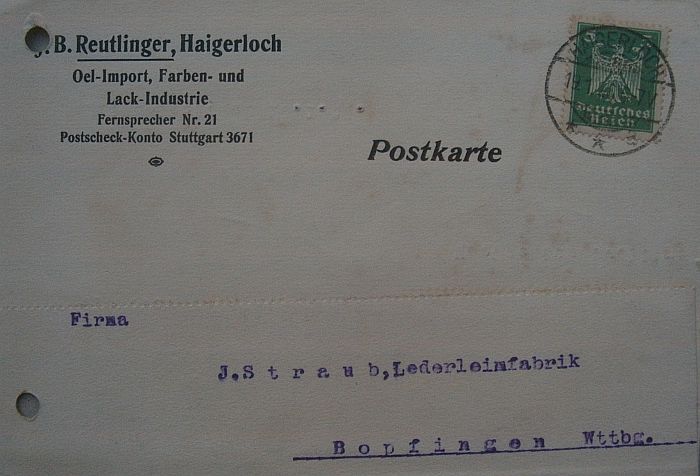 J. B. Reutlinger, Haigerloch
Oel-Import, Farben- und
Lack-Industrie
Fernsprecher Nr. 21
Postscheck-Konto Stuttgart 3671
Postkarte
5
Deutsches
Reich
Firma
J. S t r a u b, Lederleimfabrik
B o p f i n g e n Wttbg.